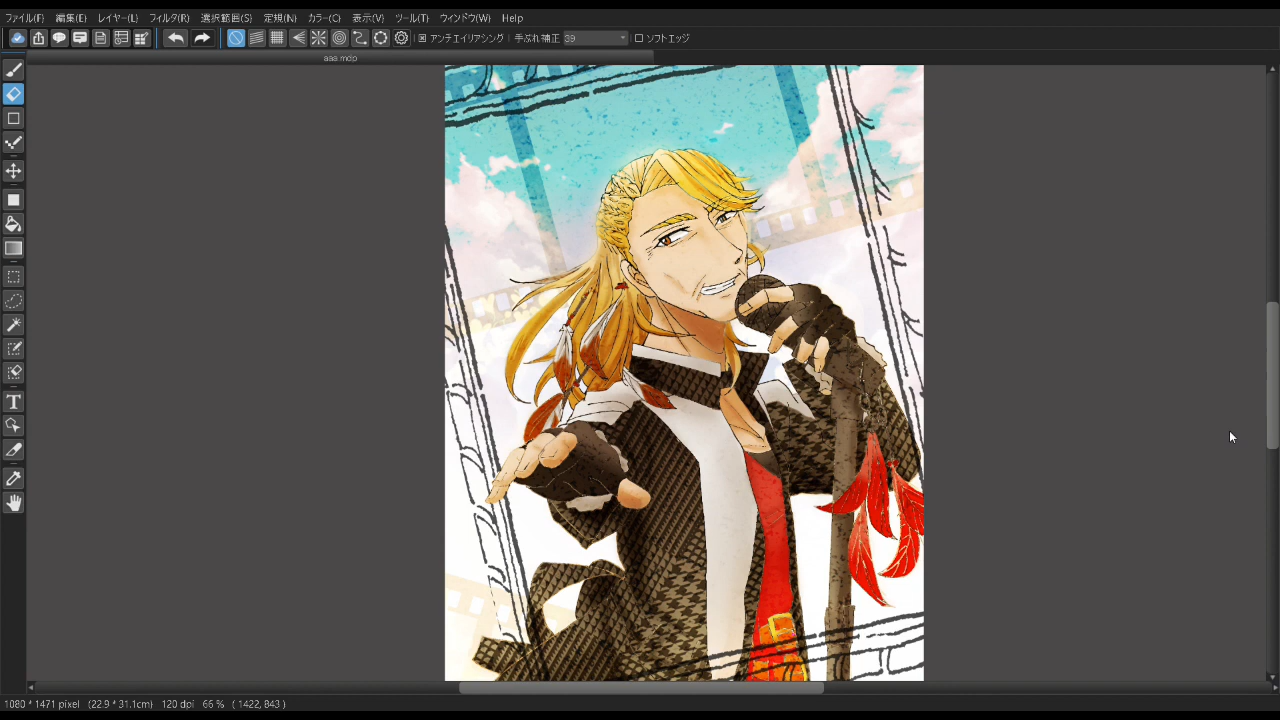 ファイル(F) 編集(E) レイヤー(L) フィルタ(R) 選択範囲(S) 定規(N) カラー(C) 表示(V) ツール(T) ウィンドウ(W) Help
アンチエイリアシング 手ぶれ補正 39 ソフトエッジ
aaa.mdp
T
1080 * 1471 pixel (22.9 * 31.1cm) 120 dpi 66 % ( 1422, 843 )